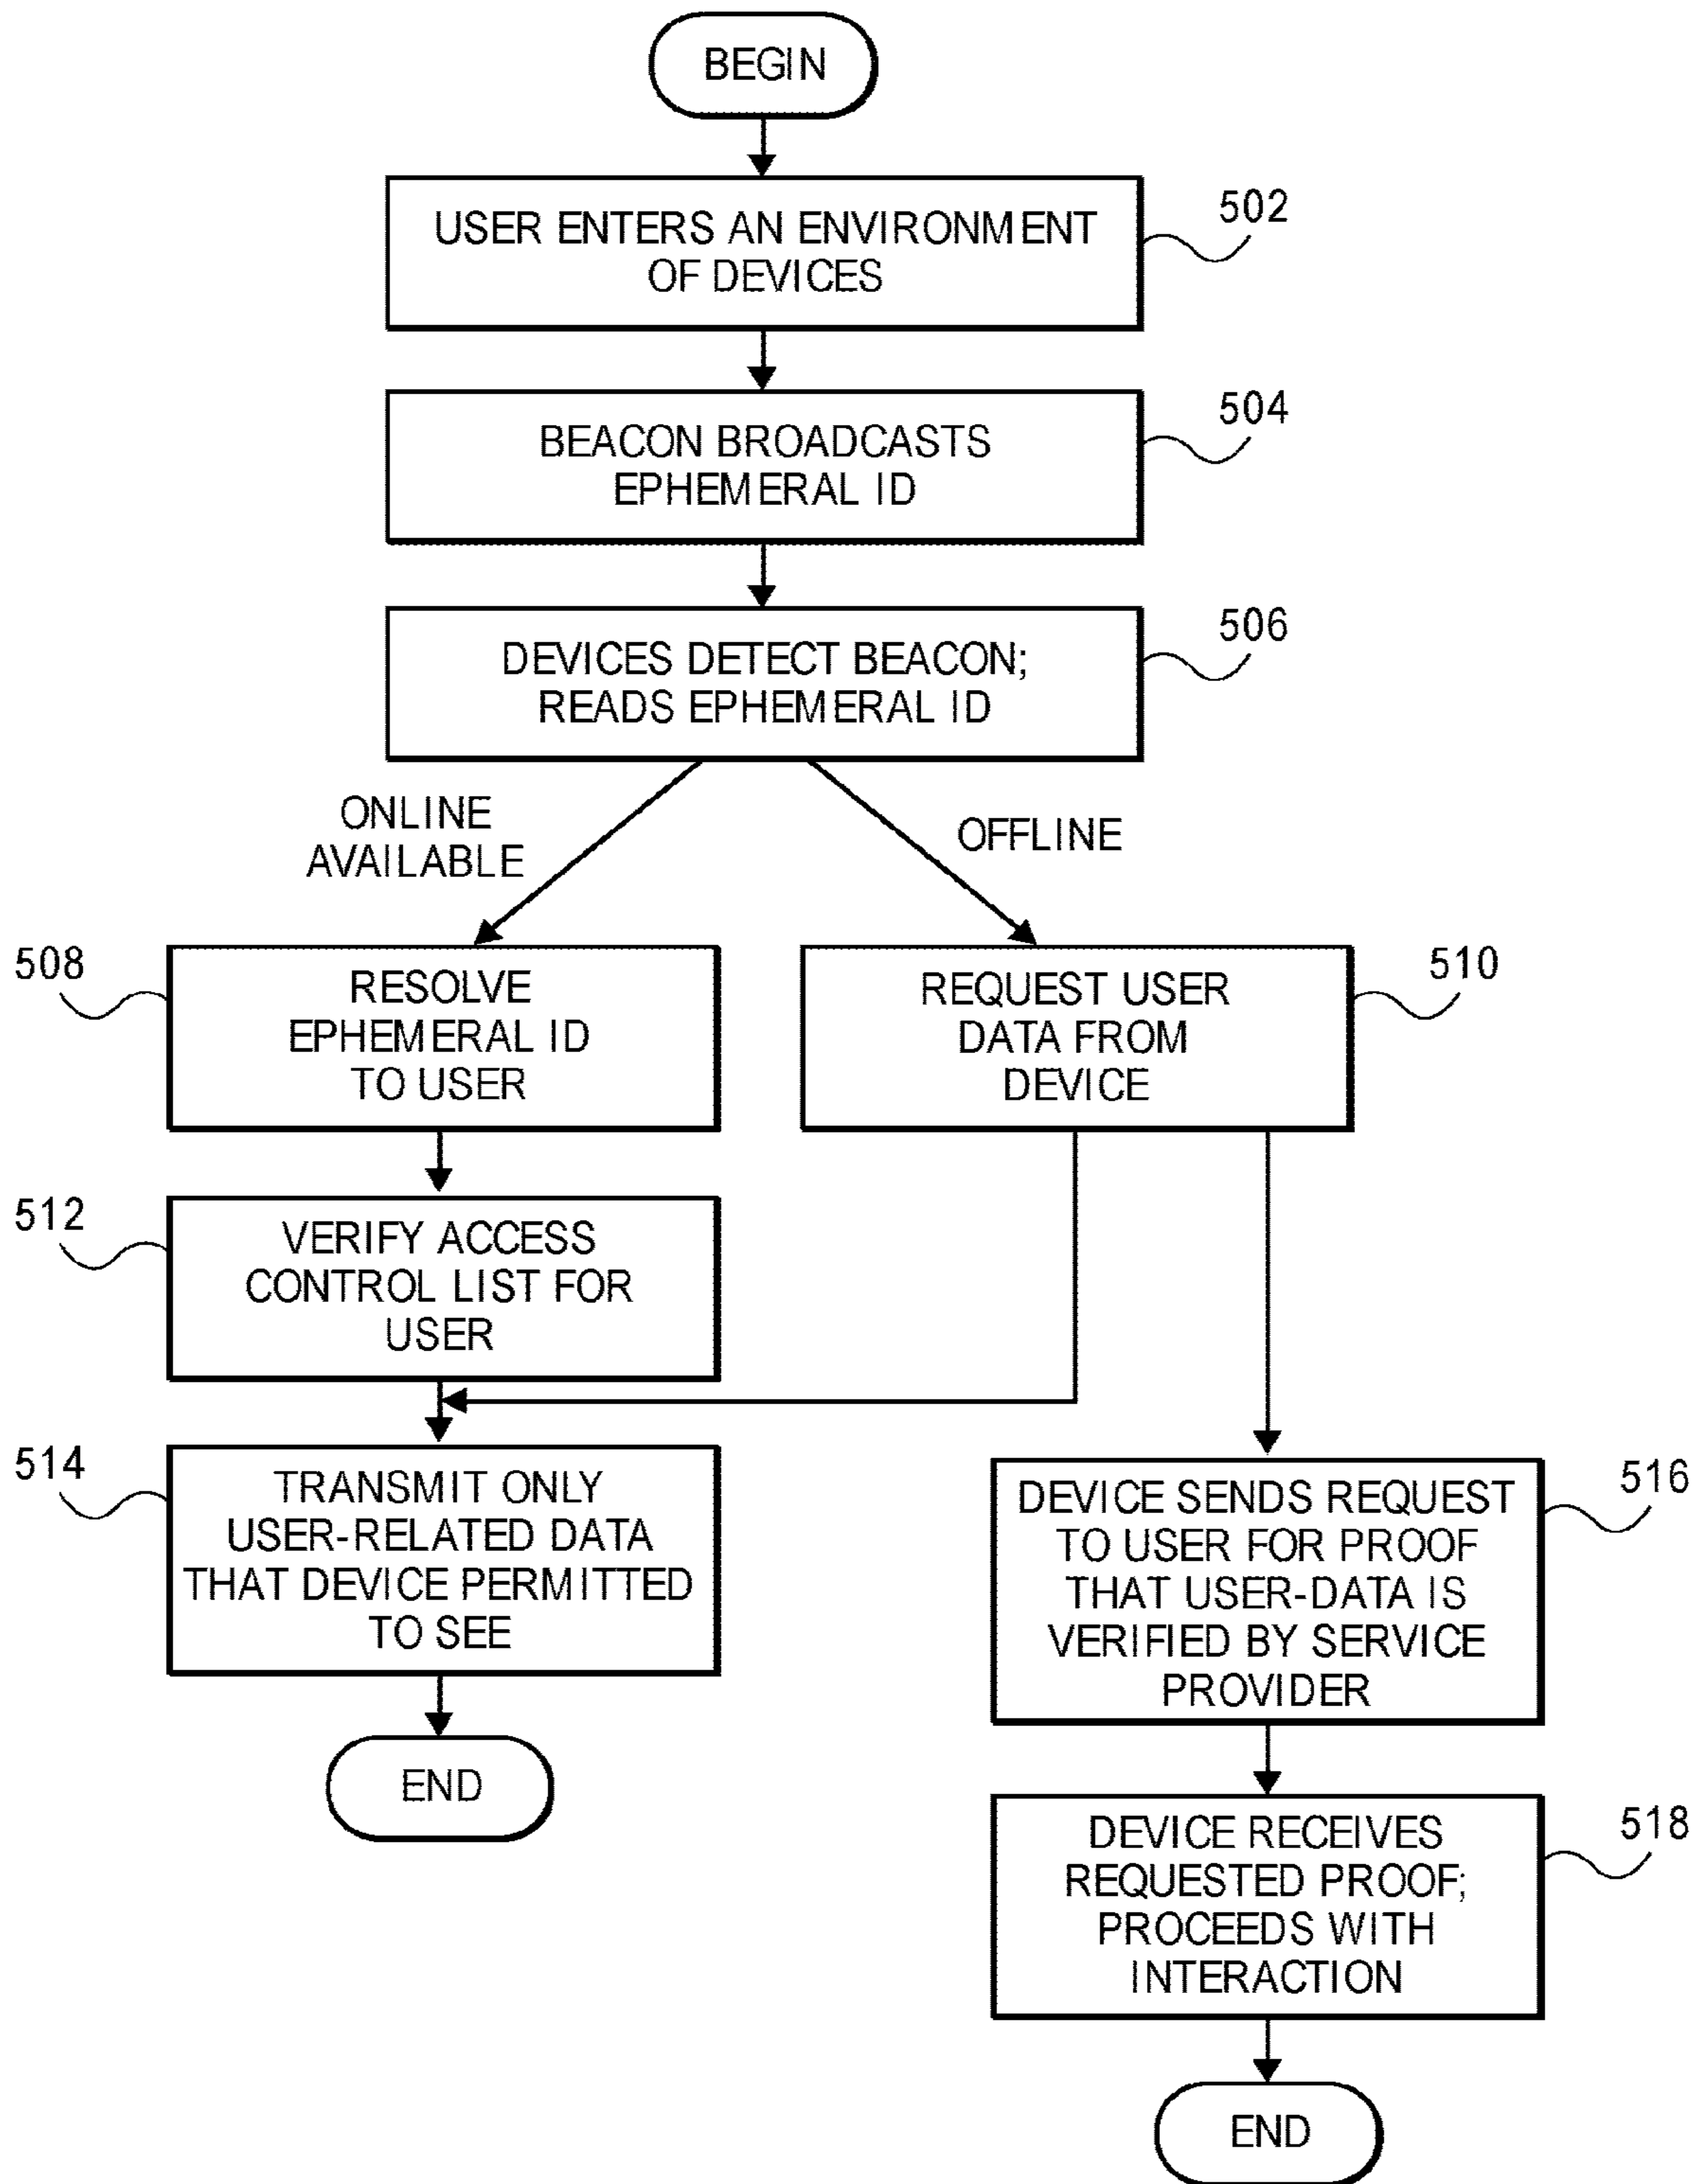 BEGIN
USER ENTERS AN ENVIRONMENT
OF DEVICES
502
BEACON BROADCASTS
EPHEMERAL ID
504
DEVICES DETECT BEACON;
READS EPHEMERAL ID
506
ONLINE
AVAILABLE
OFFLINE
508
RESOLVE
EPHEMERAL ID
TO USER
REQUEST USER
DATA FROM
DEVICE
510
512
VERIFY ACCESS
CONTROL LIST FOR
USER
514
TRANSMIT ONLY
USER-RELATED DATA
THAT DEVICE PERMITTED
TO SEE
END
DEVICE SENDS REQUEST
TO USER FOR PROOF
THAT USER-DATA IS
VERIFIED BY SERVICE
PROVIDER
516
DEVICE RECEIVES
REQUESTED PROOF;
PROCEEDS WITH
INTERACTION
518
END